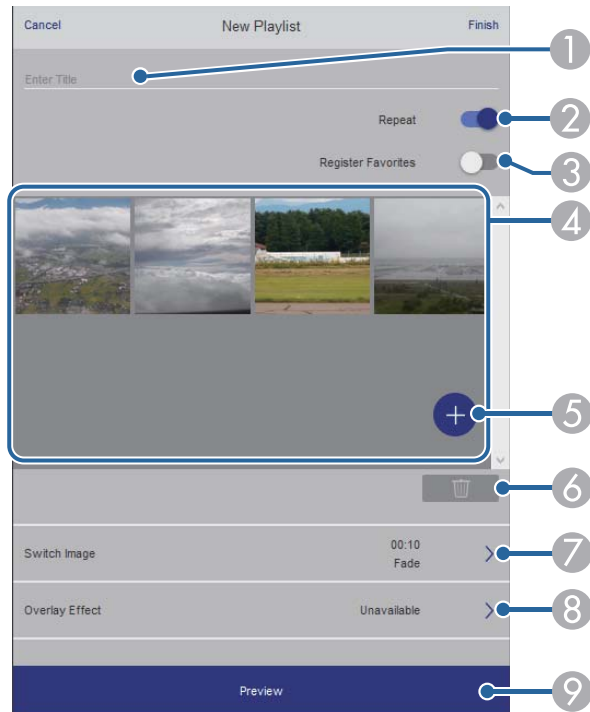 Cancel New Playlist Finish
1
Enter Title
Repeat
2
Register Favorites
3
4
+
5
6
Switch Image 00:10
Fade
7
Overlay Effect Unavailable
8
Preview
9